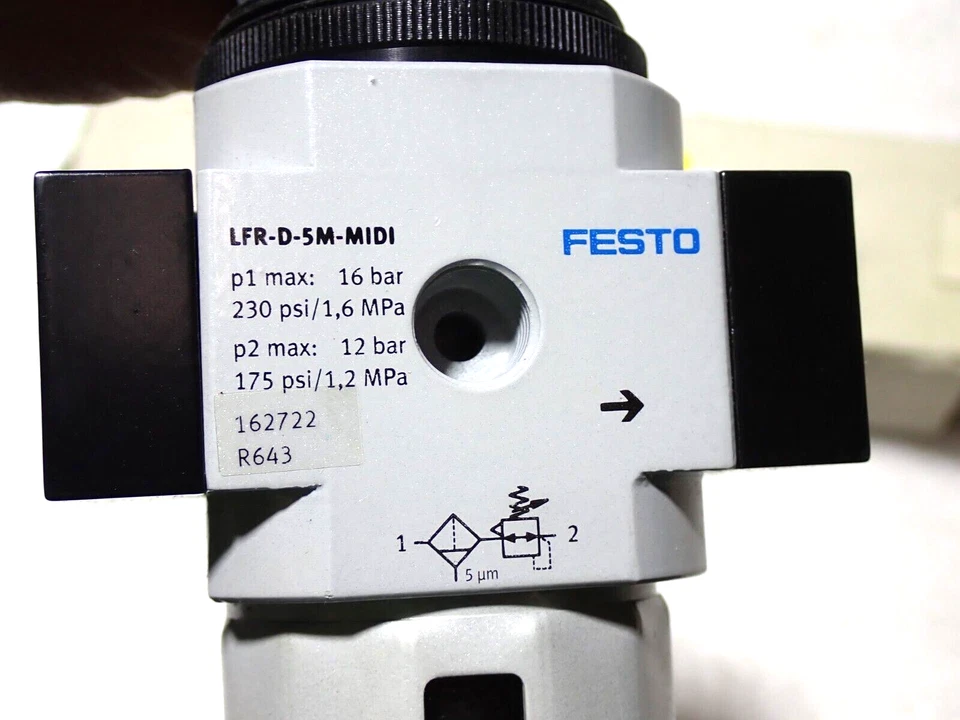 LFR-D-5M-MIDI
FESTO
p1 max: 16 bar
230 psi/1,6 MPa
p2 max: 12 bar
175 psi/1,2 MPa
162722
R643
1
2
5 µm